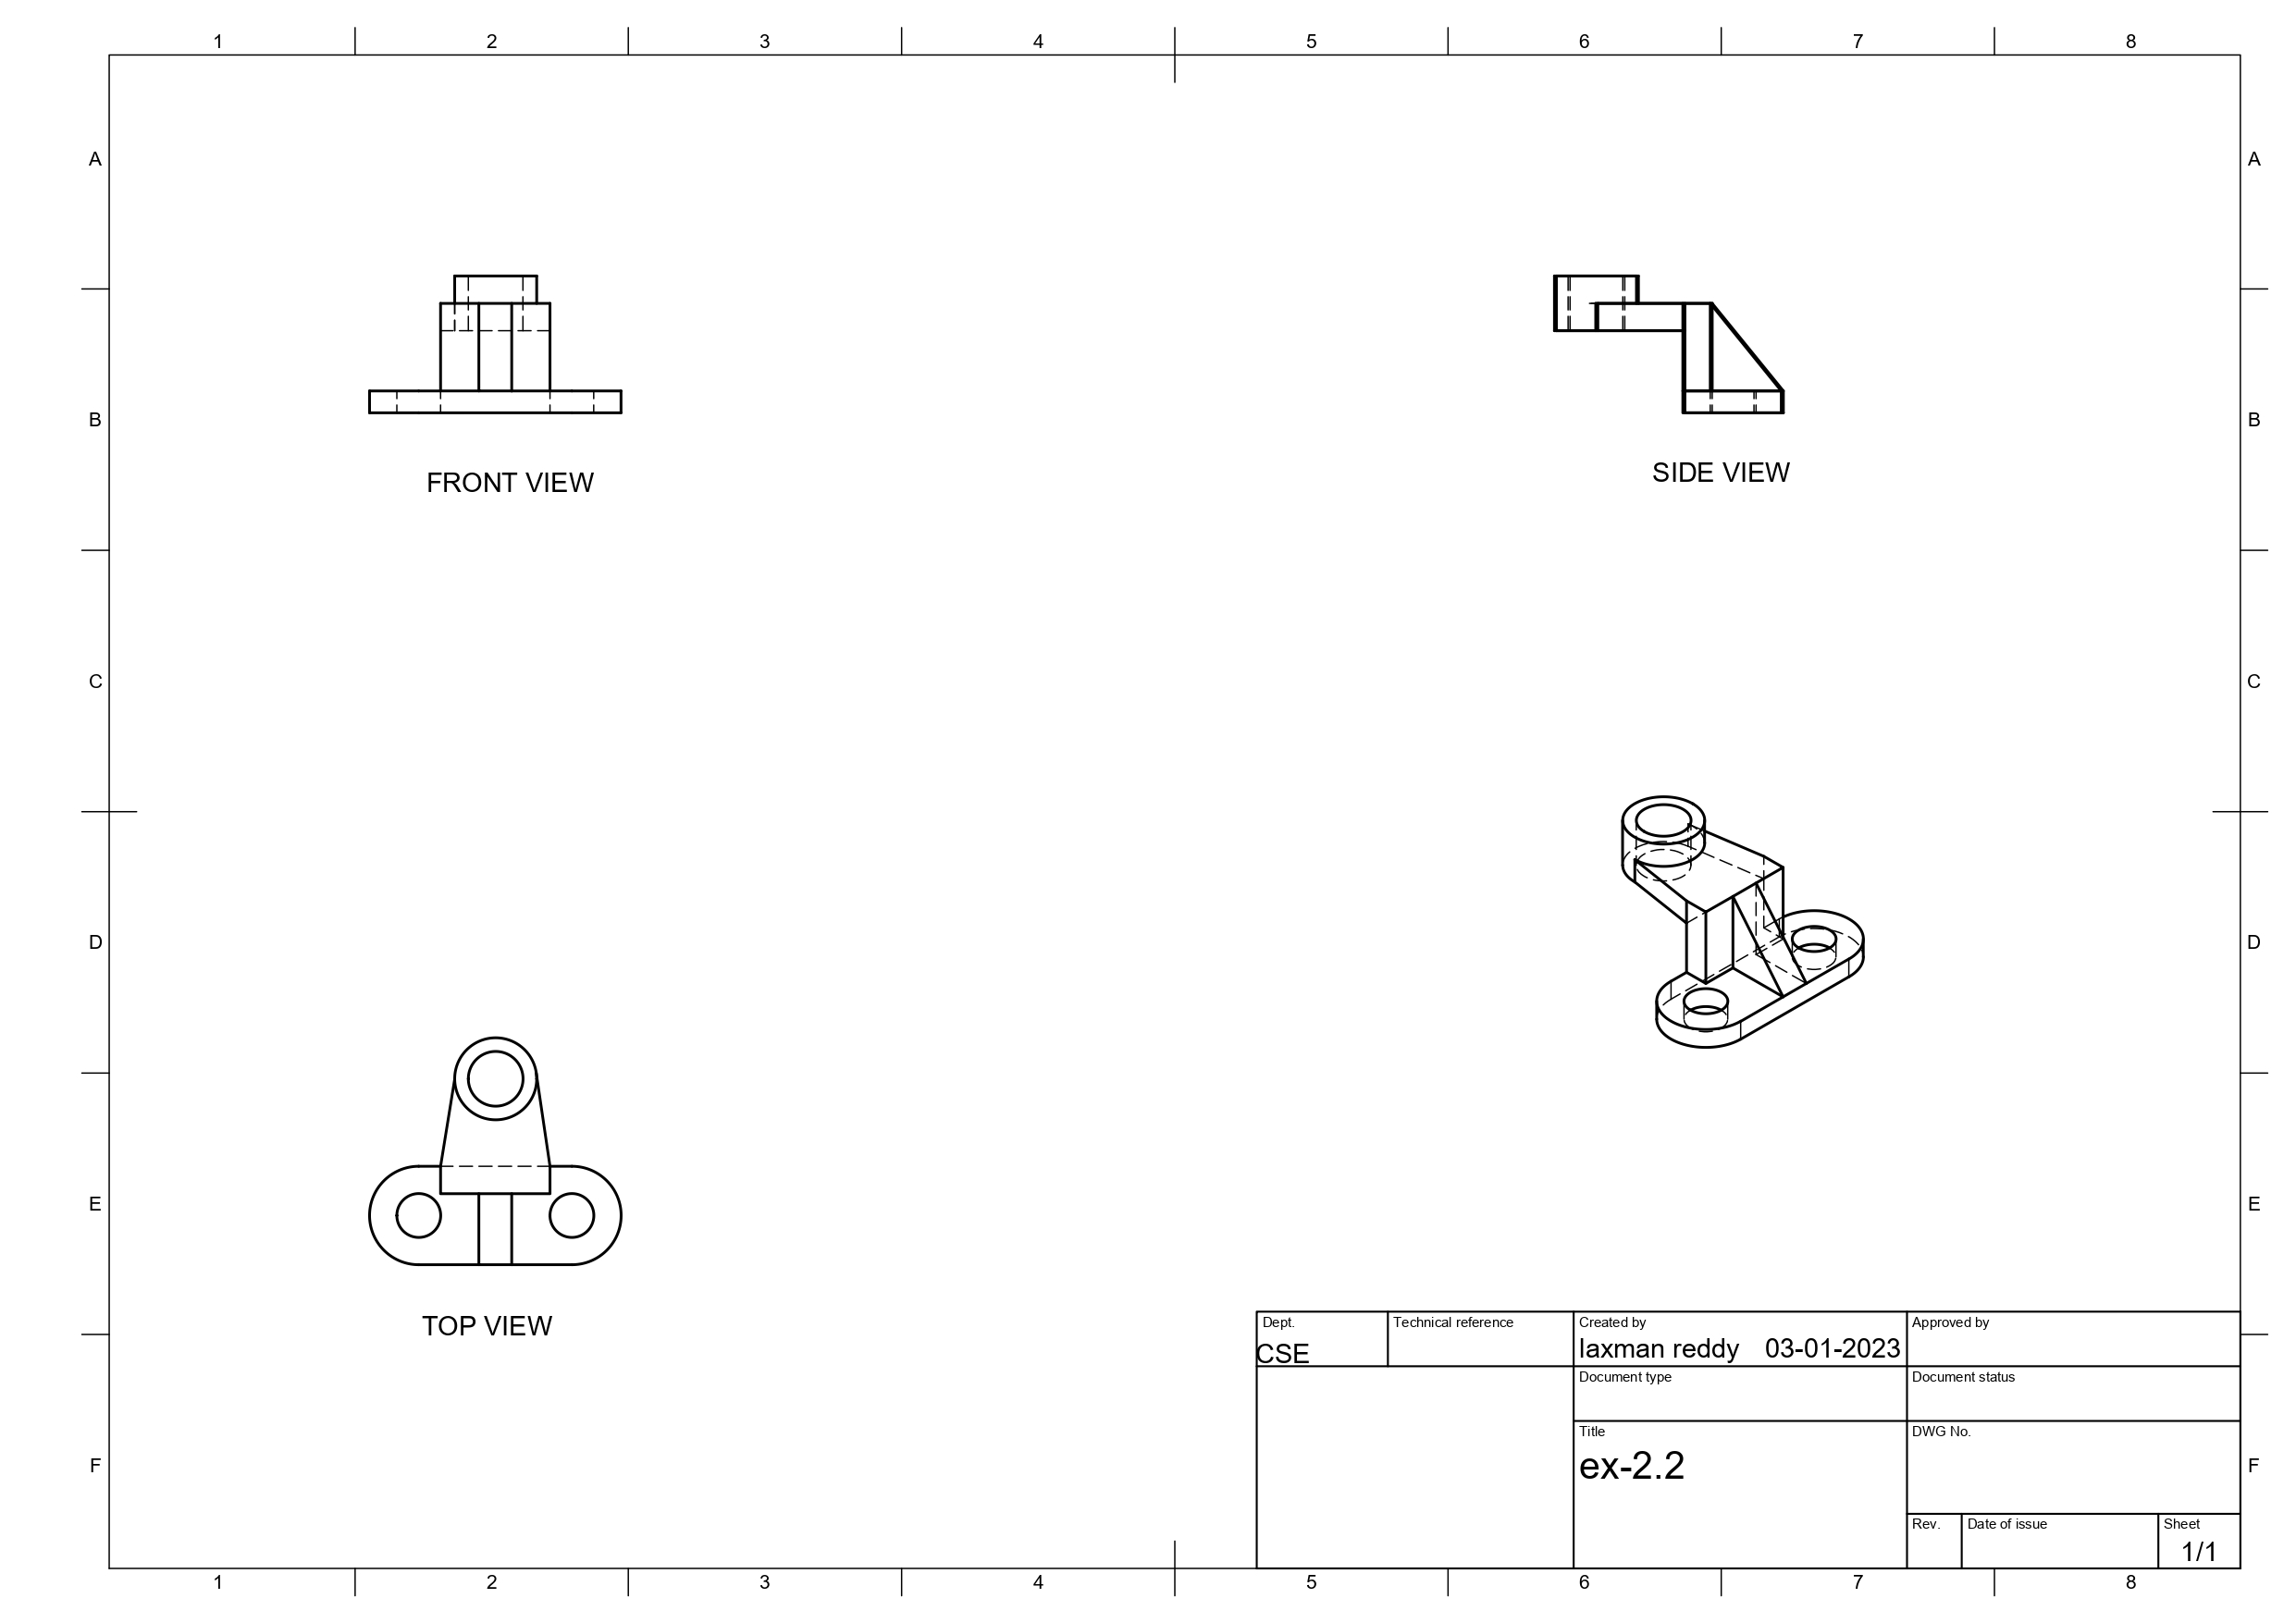 1 2 3 4 5 6 7 8
A A
B B
FRONT VIEW SIDE VIEW
C C
D D
E E
TOP VIEW
Dept. Technical reference Created by Approved by
CSE laxman reddy 03-01-2023
Document type Document status
Title DWG No.
ex-2.2
F F
Rev. Date of issue Sheet
1/1
1 2 3 4 5 6 7 8